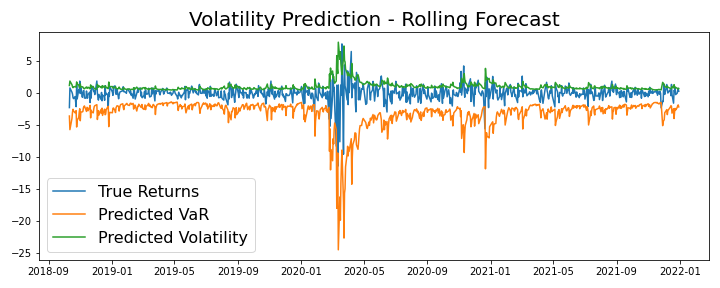 Volatility Prediction - Rolling Forecast
5
0
−5
−10
−15
−20
−25
True Returns
Predicted VaR
Predicted Volatility
2018-09 2019-01 2019-05 2019-09 2020-01 2020-05 2020-09 2021-01 2021-05 2021-09 2022-01